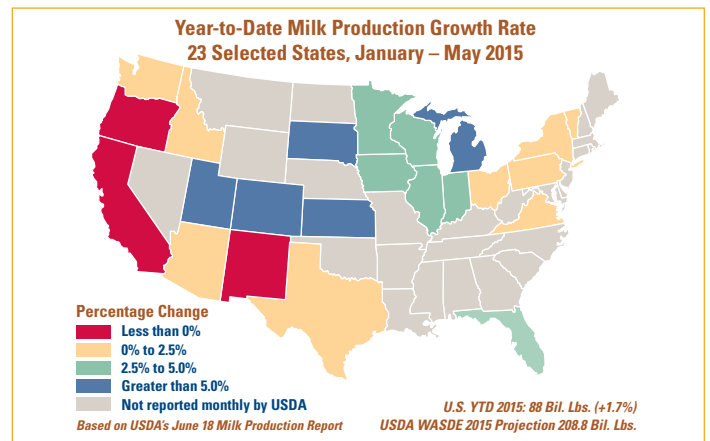 Year-to-Date Milk Production Growth Rate
23 Selected States, January – May 2015
Percentage Change
Less than 0%
0% to 2.5%
2.5% to 5.0%
Greater than 5.0%
Not reported monthly by USDA
Based on USDA's June 18 Milk Production Report
U.S. YTD 2015: 88 Bil. Lbs. (+1.7%)
USDA WASDE 2015 Projection 208.8 Bil. Lbs.